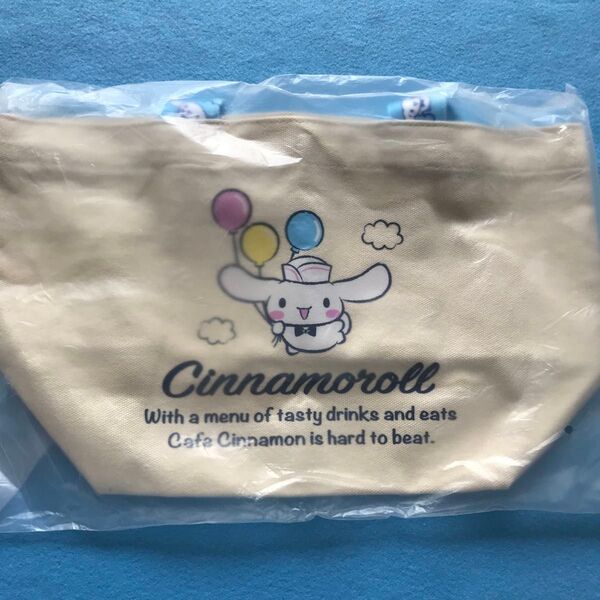 Cinnamoroll
With a menu of tasty drinks and eats
Cafe Cinnamon is hard to beat.